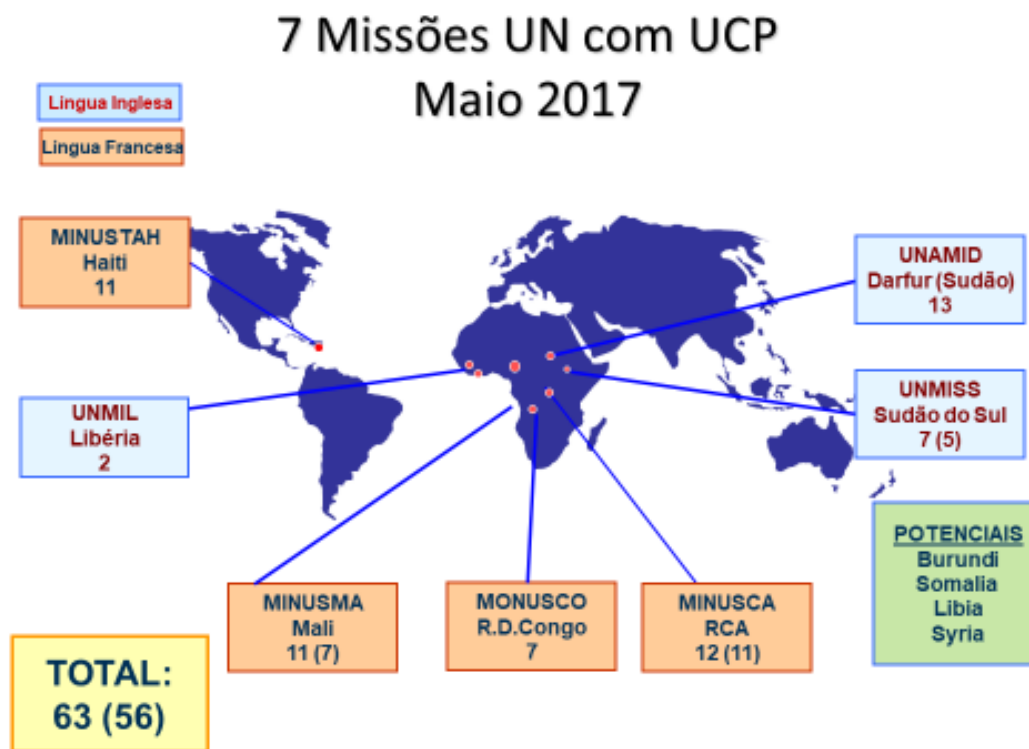 7 Missões UN com UCP
Maio 2017
Lingua Inglesa
Lingua Francesa
MINUSTAH
Haiti
11
UNAMID
Darfur (Sudão)
13
UNMIL
Libéria
2
UNMISS
Sudão do Sul
7 (5)
MINUSMA
Mali
11 (7)
MONUSCO
R.D.Congo
7
MINUSCA
RCA
12 (11)
POTENCIAIS
Burundi
Somalia
Libia
Syria
TOTAL:
63 (56)